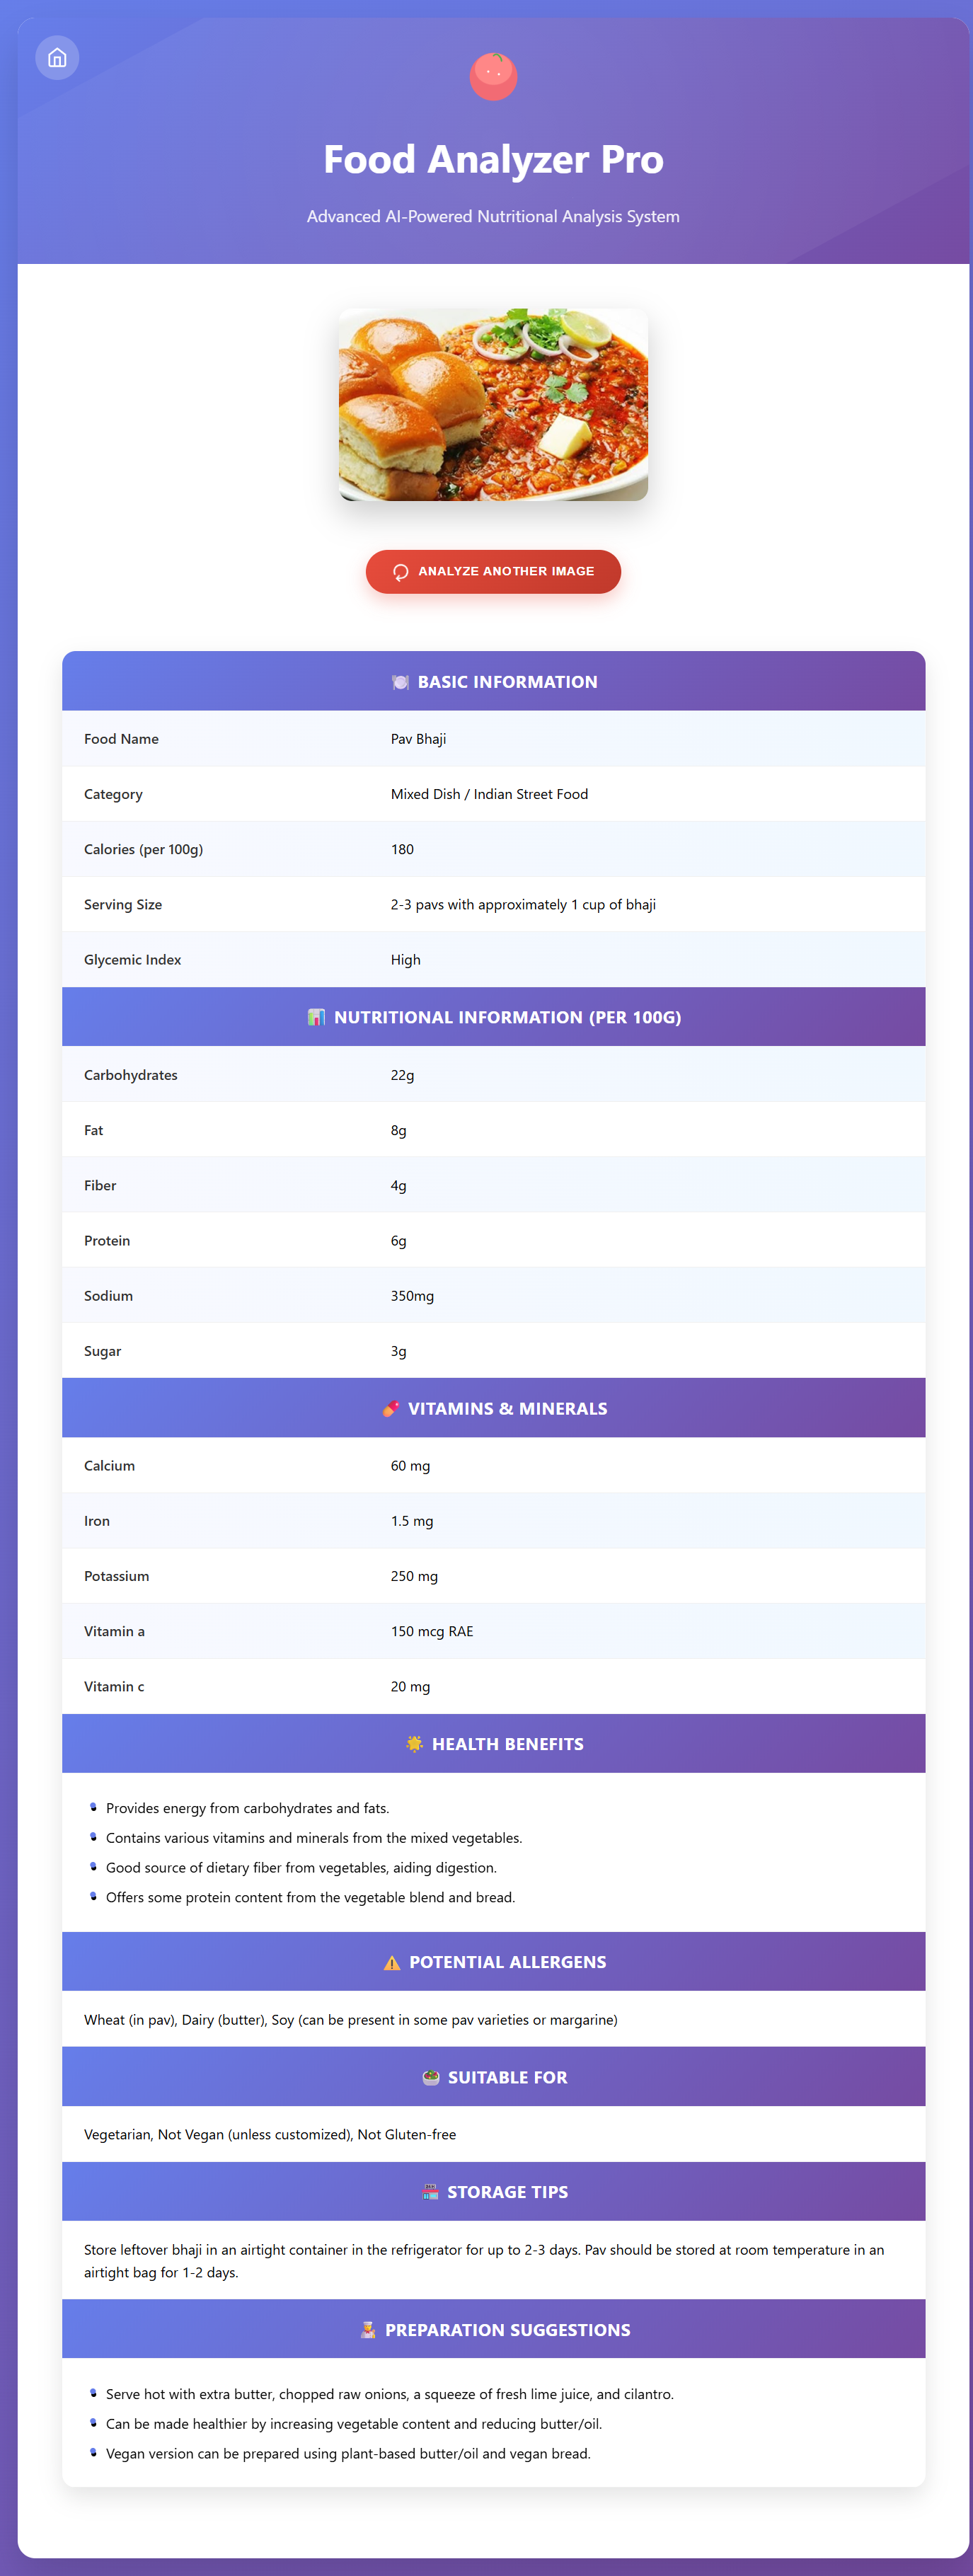 Food Analyzer Pro
Advanced AI-Powered Nutritional Analysis System
ANALYZE ANOTHER IMAGE
BASIC INFORMATION
Food Name Pav Bhaji
Category Mixed Dish / Indian Street Food
Calories (per 100g) 180
Serving Size 2-3 pavs with approximately 1 cup of bhaji
Glycemic Index High
NUTRITIONAL INFORMATION (PER 100G)
Carbohydrates 22g
Fat 8g
Fiber 4g
Protein 6g
Sodium 350mg
Sugar 3g
VITAMINS & MINERALS
Calcium 60 mg
Iron 1.5 mg
Potassium 250 mg
Vitamin a 150 mcg RAE
Vitamin c 20 mg
HEALTH BENEFITS
Provides energy from carbohydrates and fats.
Contains various vitamins and minerals from the mixed vegetables.
Good source of dietary fiber from vegetables, aiding digestion.
Offers some protein content from the vegetable blend and bread.
POTENTIAL ALLERGENS
Wheat (in pav), Dairy (butter), Soy (can be present in some pav varieties or margarine)
SUITABLE FOR
Vegetarian, Not Vegan (unless customized), Not Gluten-free
STORAGE TIPS
Store leftover bhaji in an airtight container in the refrigerator for up to 2-3 days. Pav should be stored at room temperature in an
airtight bag for 1-2 days.
PREPARATION SUGGESTIONS
Serve hot with extra butter, chopped raw onions, a squeeze of fresh lime juice, and cilantro.
Can be made healthier by increasing vegetable content and reducing butter/oil.
Vegan version can be prepared using plant-based butter/oil and vegan bread.